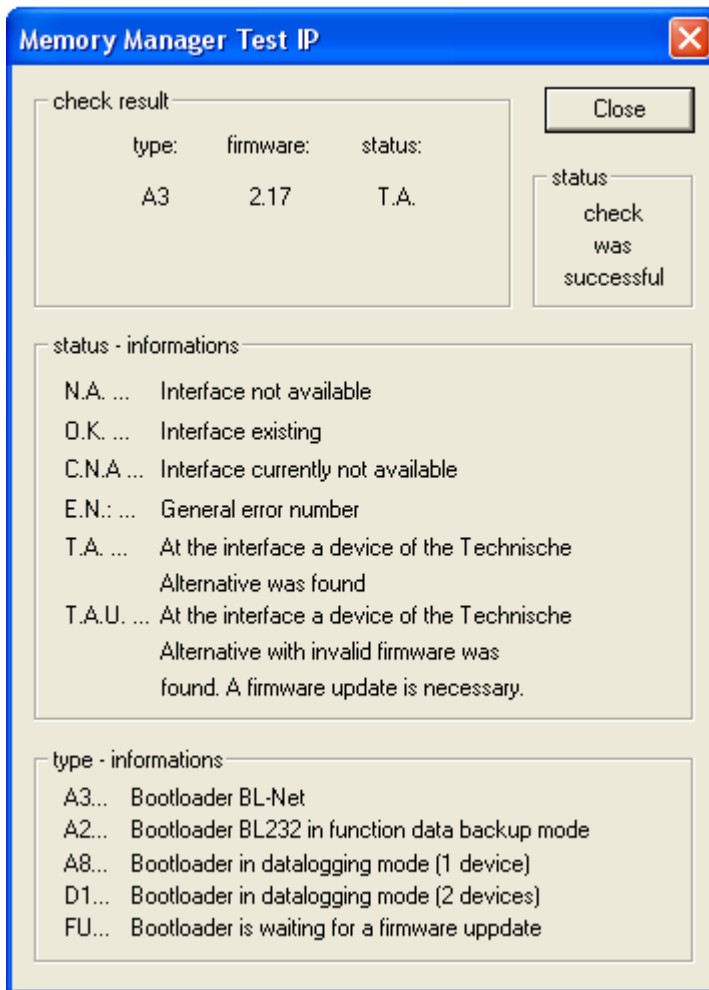 Memory Manager Test IP
check result
type: firmware: status:
A3 2.17 T.A.
Close
status
check
was
successful
status - informations
N.A. ... Interface not available
O.K. ... Interface existing
C.N.A ... Interface currently not available
E.N.: ... General error number
T.A. ... At the interface a device of the Technische
Alternative was found
T.A.U. ... At the interface a device of the Technische
Alternative with invalid firmware was
found. A firmware update is necessary.
type - informations
A3... Bootloader BL-Net
A2... Bootloader BL232 in function data backup mode
A8... Bootloader in datalogging mode (1 device)
D1... Bootloader in datalogging mode (2 devices)
FU... Bootloader is waiting for a firmware uppdate